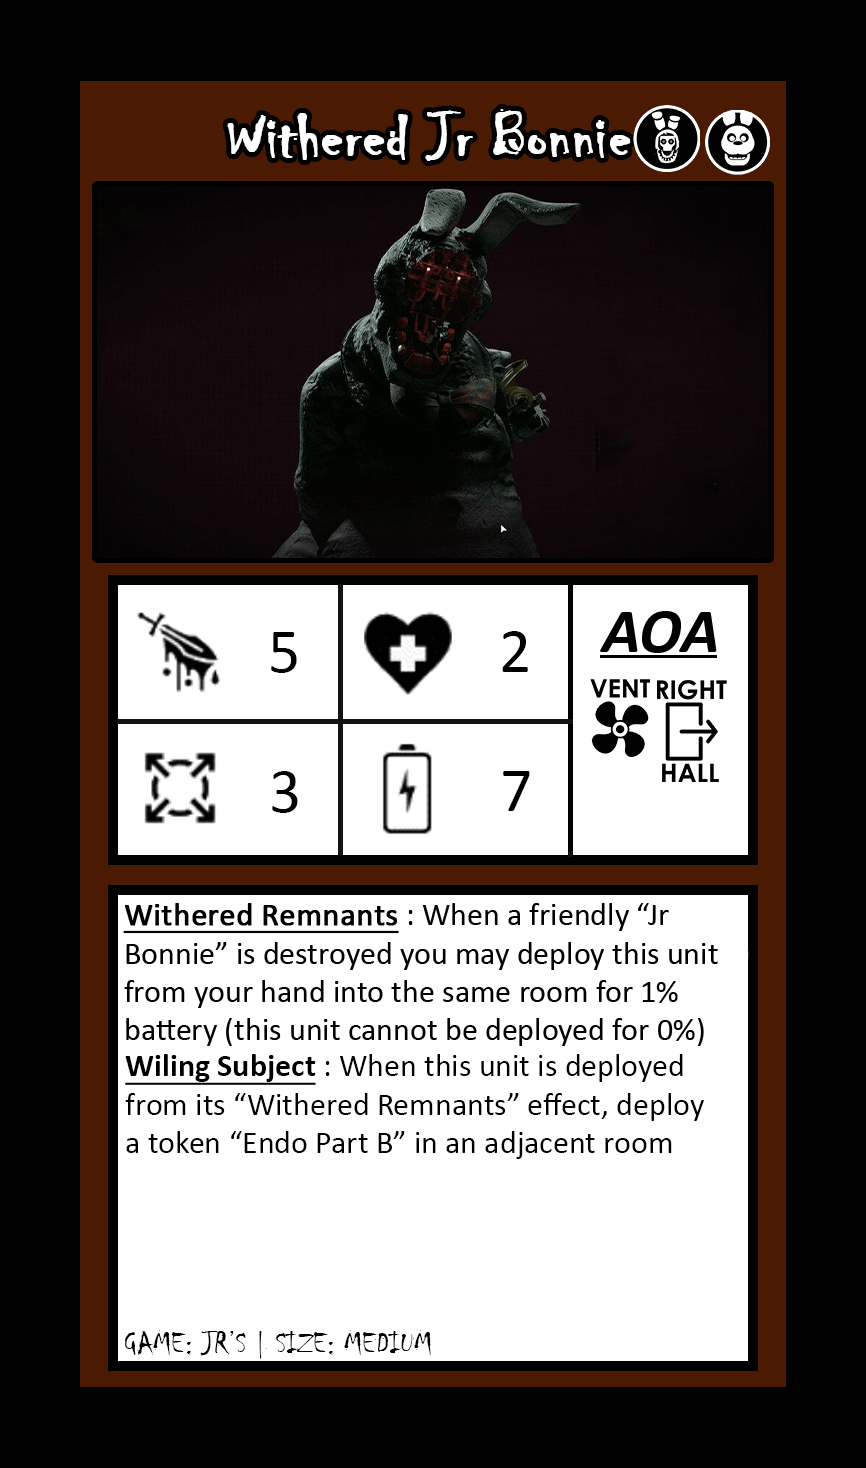 Withered Jr Bonnie
5
2
AOA
VENT RIGHT
HALL
3
7
Withered Remnants : When a friendly “Jr
Bonnie” is destroyed you may deploy this unit
from your hand into the same room for 1%
battery (this unit cannot be deployed for 0%)
Wiling Subject : When this unit is deployed
from its “Withered Remnants” effect, deploy
a token “Endo Part B” in an adjacent room
GAME: JR'S | SIZE: MEDIUM